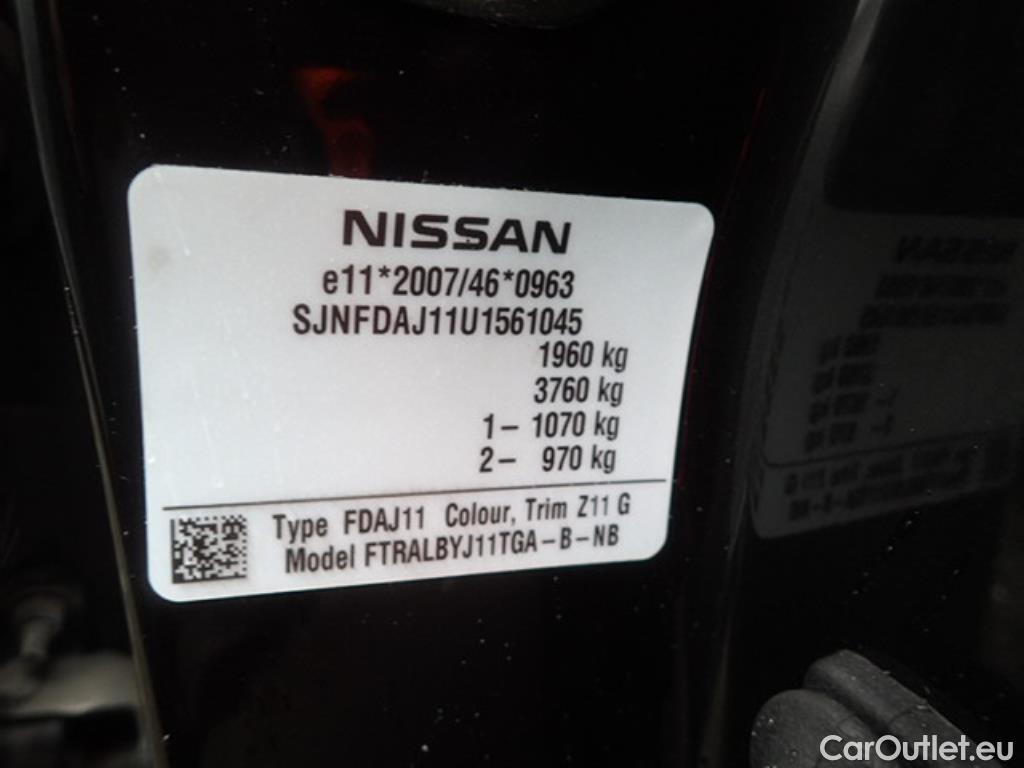 NISSAN
e11*2007/46*0963
SJNFDAJ11U1561045
1960 kg
3760 kg
1– 1070 kg
2– 970 kg
Type FDAJ11 Colour, Trim Z11 G
Model FTRALBYJ11TGA–B–NB
CarOutlet.eu